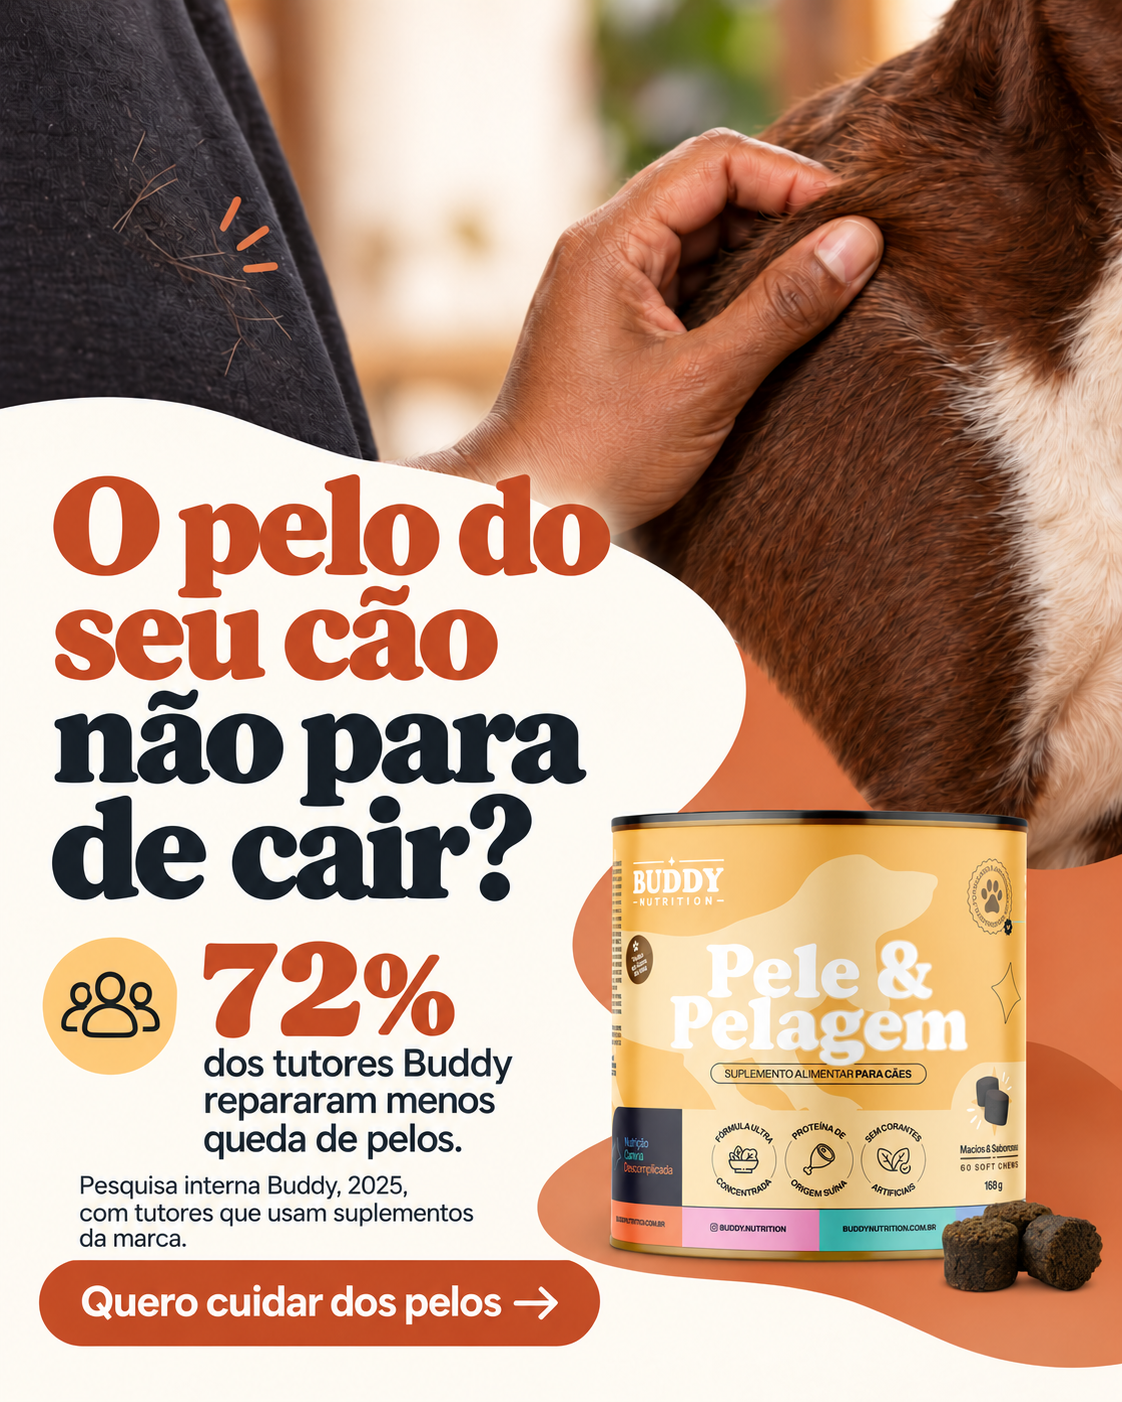 O pelo do
seu cão
não para
de cair?
72%
dos tutores Buddy
repararam menos
queda de pelos.
Pesquisa interna Buddy, 2025,
com tutores que usam suplementos
da marca.
Quero cuidar dos pelos
BUDDY
NUTRITION
Pele &
Pelagem
SUPLEMENTO ALIMENTAR PARA CÃES
FÓRMULA ULTRA
CONCENTRADA
PROTEÍNA DE
ORIGEM SUÍNA
SEM CORANTES
ARTIFICIAIS
Macios & Saborosos
60 SOFT CHEWS
168 g
Nutrição
Canina
Descomplicada
BUDDY.NUTRITION
BUDDYNUTRITION.COM.BR